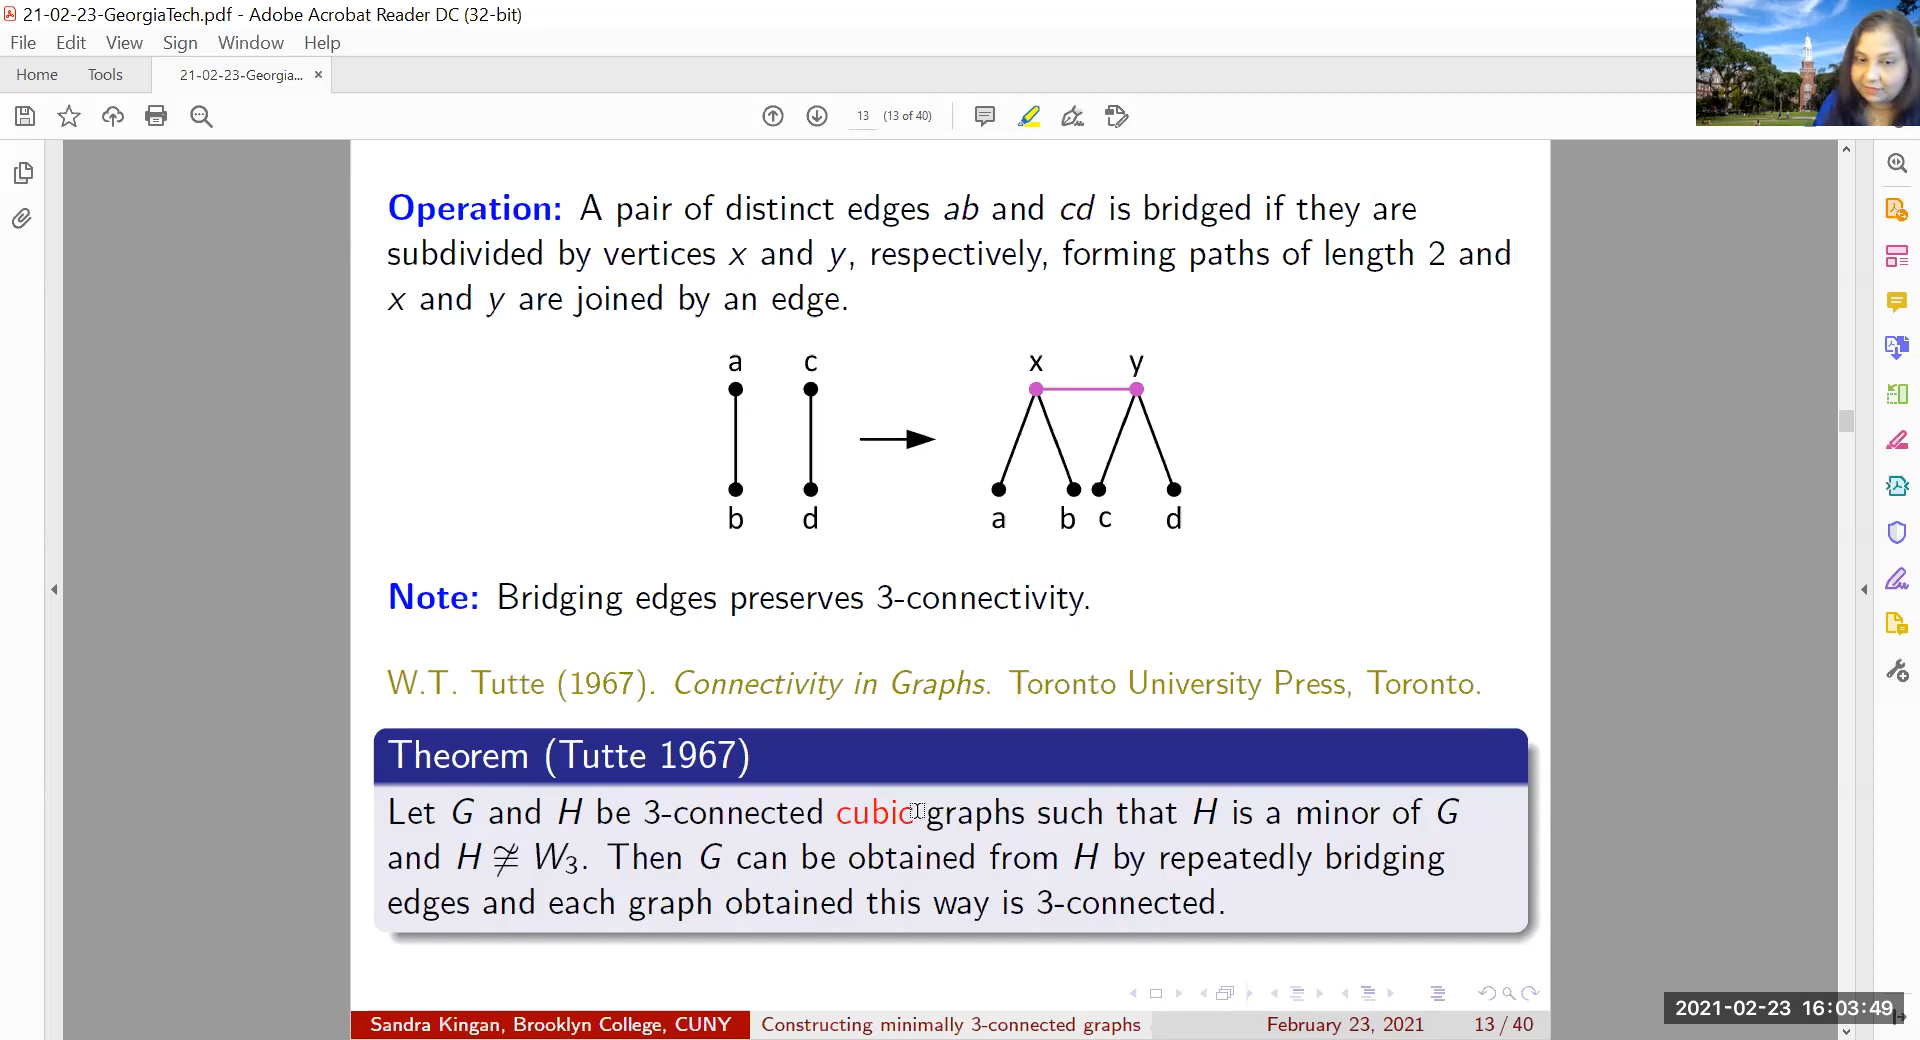 21-02-23-GeorgiaTech.pdf - Adobe Acrobat Reader DC (32-bit)
File Edit View Sign Window Help
Home Tools 21-02-23-Georgia... ×
13 (13 of 40)
Operation: A pair of distinct edges ab and cd is bridged if they are
subdivided by vertices x and y, respectively, forming paths of length 2 and
x and y are joined by an edge.
a c x y
b d a b c d
Note: Bridging edges preserves 3-connectivity.
W.T. Tutte (1967). Connectivity in Graphs. Toronto University Press, Toronto.
Theorem (Tutte 1967)
Let G and H be 3-connected cubic graphs such that H is a minor of G
and H ≇ W₃. Then G can be obtained from H by repeatedly bridging
edges and each graph obtained this way is 3-connected.
Sandra Kingan, Brooklyn College, CUNY Constructing minimally 3-connected graphs February 23, 2021 13 / 40
2021-02-23 16:03:49